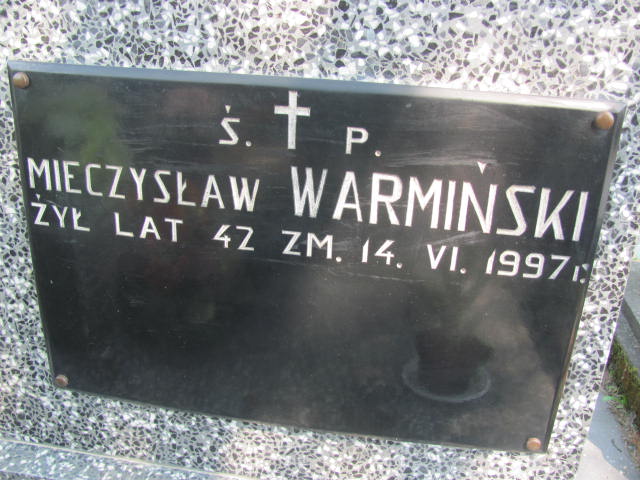 Ś. P.
MIECZYSŁAW WARMIŃSKI
ŻYŁ LAT 42 ZM. 14. VI. 1997r.